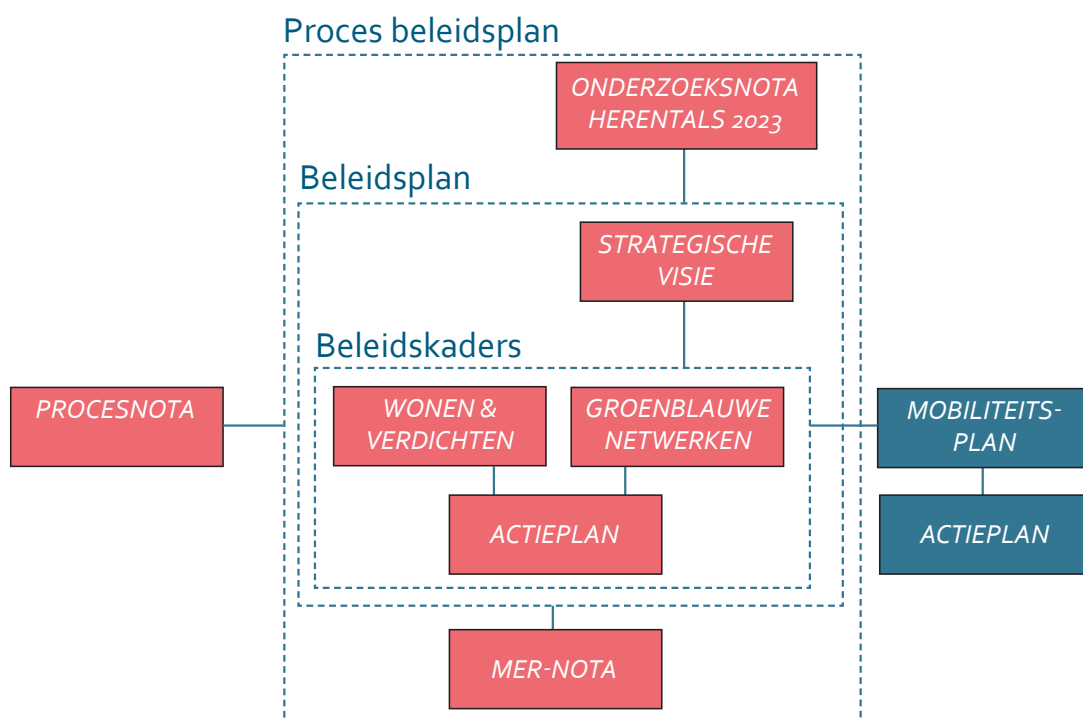 Proces beleidsplan
ONDERZOEKSNOTA
HERENTALS 2023
Beleidsplan
STRATEGISCHE
VISIE
Beleidskaders
PROCESNOTA
WONEN &
VERDICHTEN
GROENBLAUWE
NETWERKEN
MOBILITEITS-
PLAN
ACTIEPLAN
ACTIEPLAN
MER-NOTA